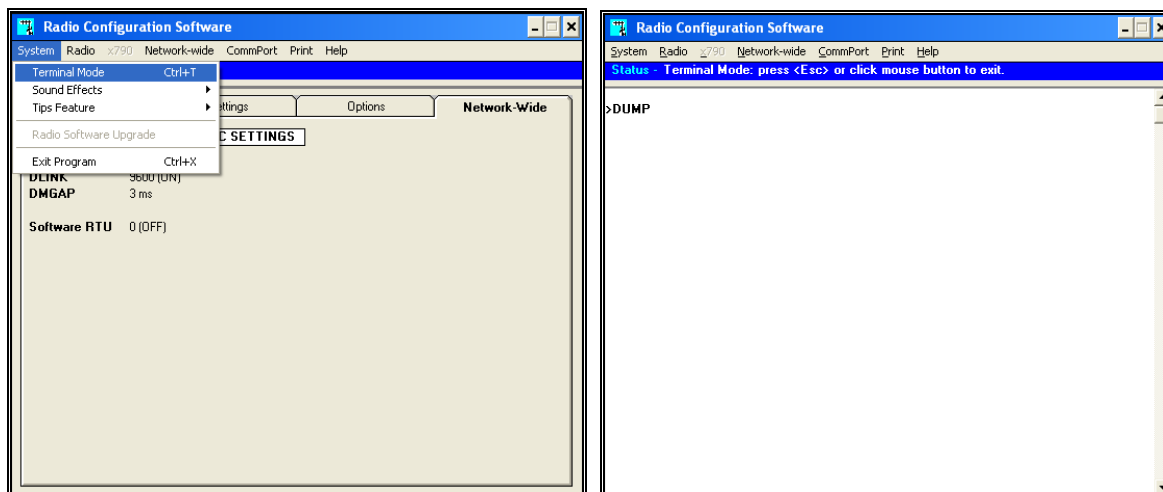 Radio Configuration Software
System Radio x790 Network-wide CommPort Print Help
Terminal Mode Ctrl+T
Sound Effects
Tips Feature
Radio Software Upgrade
Exit Program Ctrl+X
Options
Network-Wide
SETTINGS
9600 (ON)
DMGAP 3 ms
Software RTU 0 (OFF)
Radio Configuration Software
System Radio x790 Network-wide CommPort Print Help
Status - Terminal Mode: press <Esc> or click mouse button to exit.
>DUMP